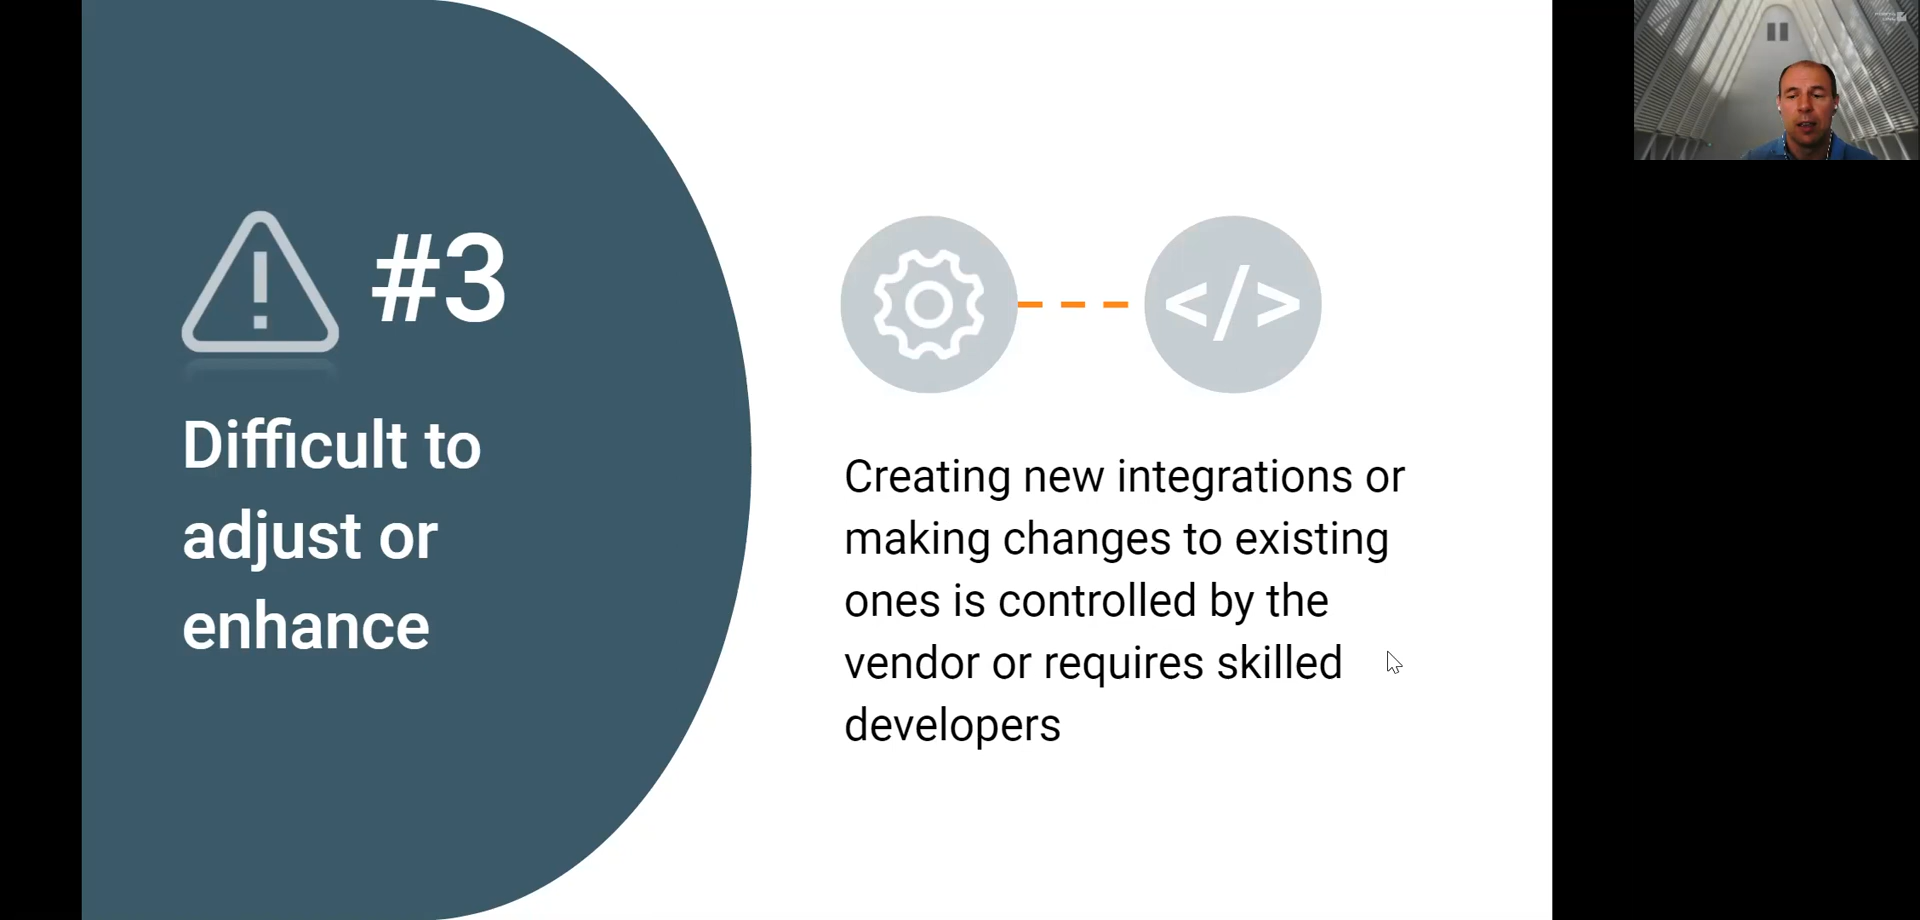 #3
Difficult to
adjust or
enhance
</>
Creating new integrations or
making changes to existing
ones is controlled by the
vendor or requires skilled
developers